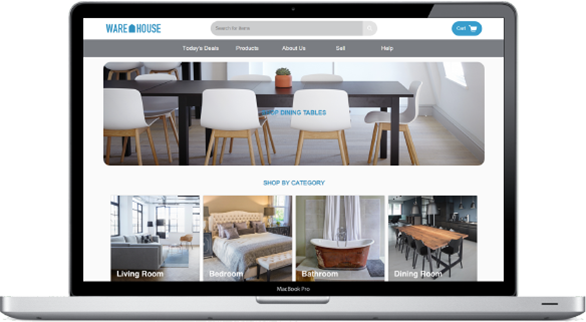 WARE HOUSE
Search for items
Cart
Today's Deals Products About Us Sell Help
SHOP DINING TABLES
SHOP BY CATEGORY
Living Room Bedroom Bathroom Dining Room
MacBook Pro